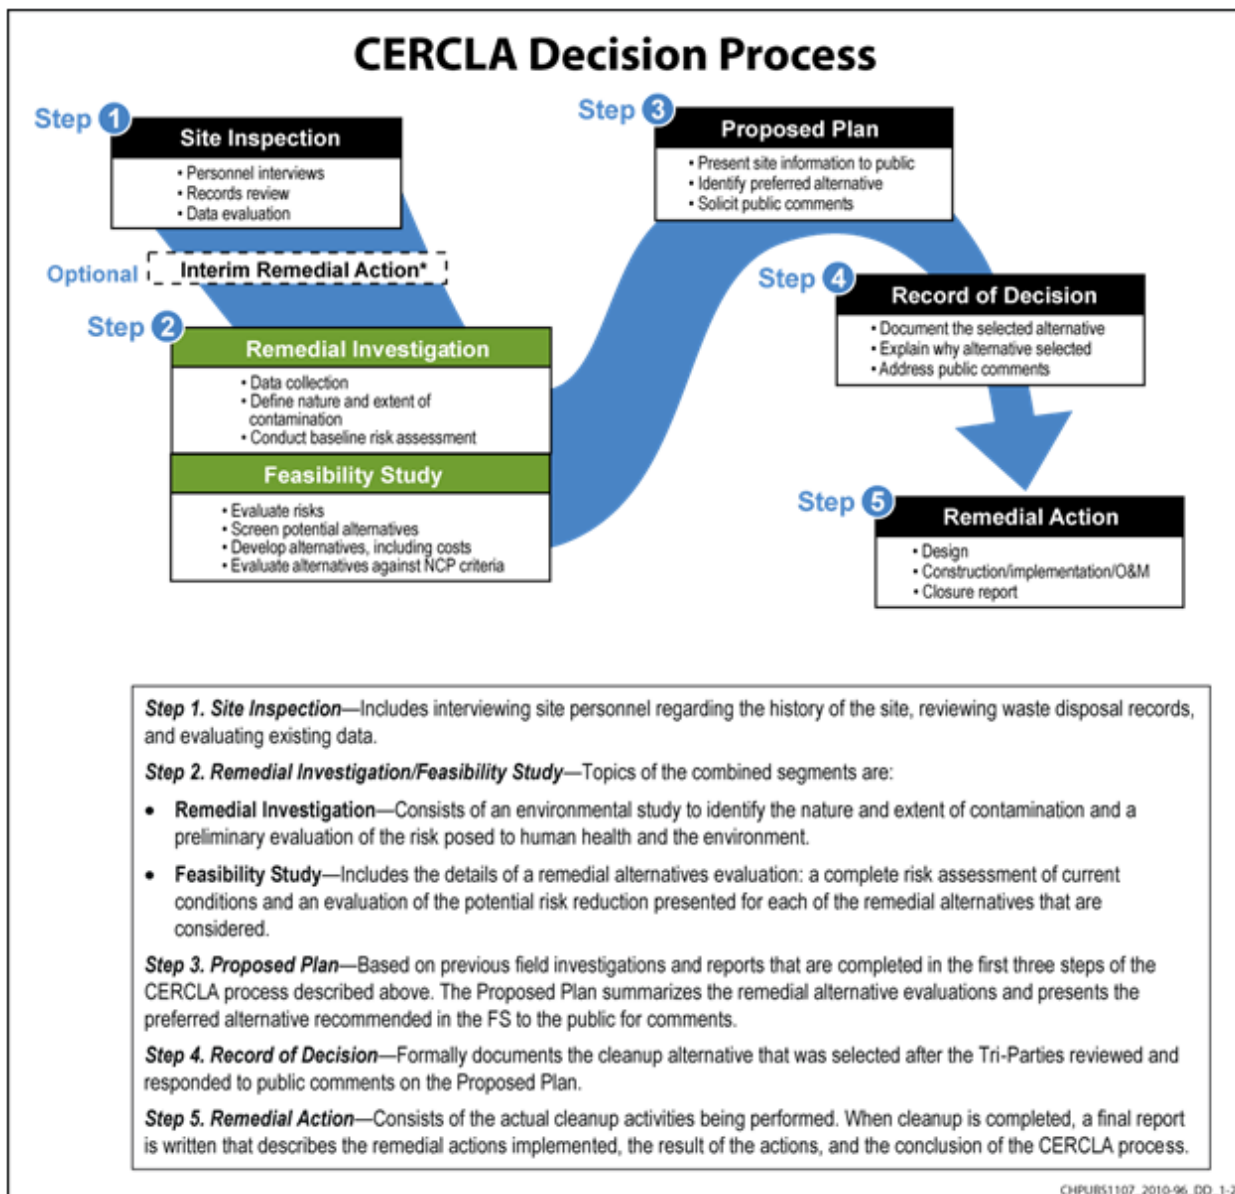 CERCLA Decision Process
Step 1
Site Inspection
• Personnel interviews
• Records review
• Data evaluation
Optional
Interim Remedial Action*
Step 2
Remedial Investigation
• Data collection
• Define nature and extent of
contamination
• Conduct baseline risk assessment
Feasibility Study
• Evaluate risks
• Screen potential alternatives
• Develop alternatives, including costs
• Evaluate alternatives against NCP criteria
Step 3
Proposed Plan
• Present site information to public
• Identify preferred alternative
• Solicit public comments
Step 4
Record of Decision
• Document the selected alternative
• Explain why alternative selected
• Address public comments
Step 5
Remedial Action
• Design
• Construction/implementation/O&M
• Closure report
Step 1. Site Inspection—Includes interviewing site personnel regarding the history of the site, reviewing waste disposal records,
and evaluating existing data.
Step 2. Remedial Investigation/Feasibility Study—Topics of the combined segments are:
• Remedial Investigation—Consists of an environmental study to identify the nature and extent of contamination and a
preliminary evaluation of the risk posed to human health and the environment.
• Feasibility Study—Includes the details of a remedial alternatives evaluation: a complete risk assessment of current
conditions and an evaluation of the potential risk reduction presented for each of the remedial alternatives that are
considered.
Step 3. Proposed Plan—Based on previous field investigations and reports that are completed in the first three steps of the
CERCLA process described above. The Proposed Plan summarizes the remedial alternative evaluations and presents the
preferred alternative recommended in the FS to the public for comments.
Step 4. Record of Decision—Formally documents the cleanup alternative that was selected after the Tri-Parties reviewed and
responded to public comments on the Proposed Plan.
Step 5. Remedial Action—Consists of the actual cleanup activities being performed. When cleanup is completed, a final report
is written that describes the remedial actions implemented, the result of the actions, and the conclusion of the CERCLA process.
CHPUBS1107_2010-96_DD_1-2